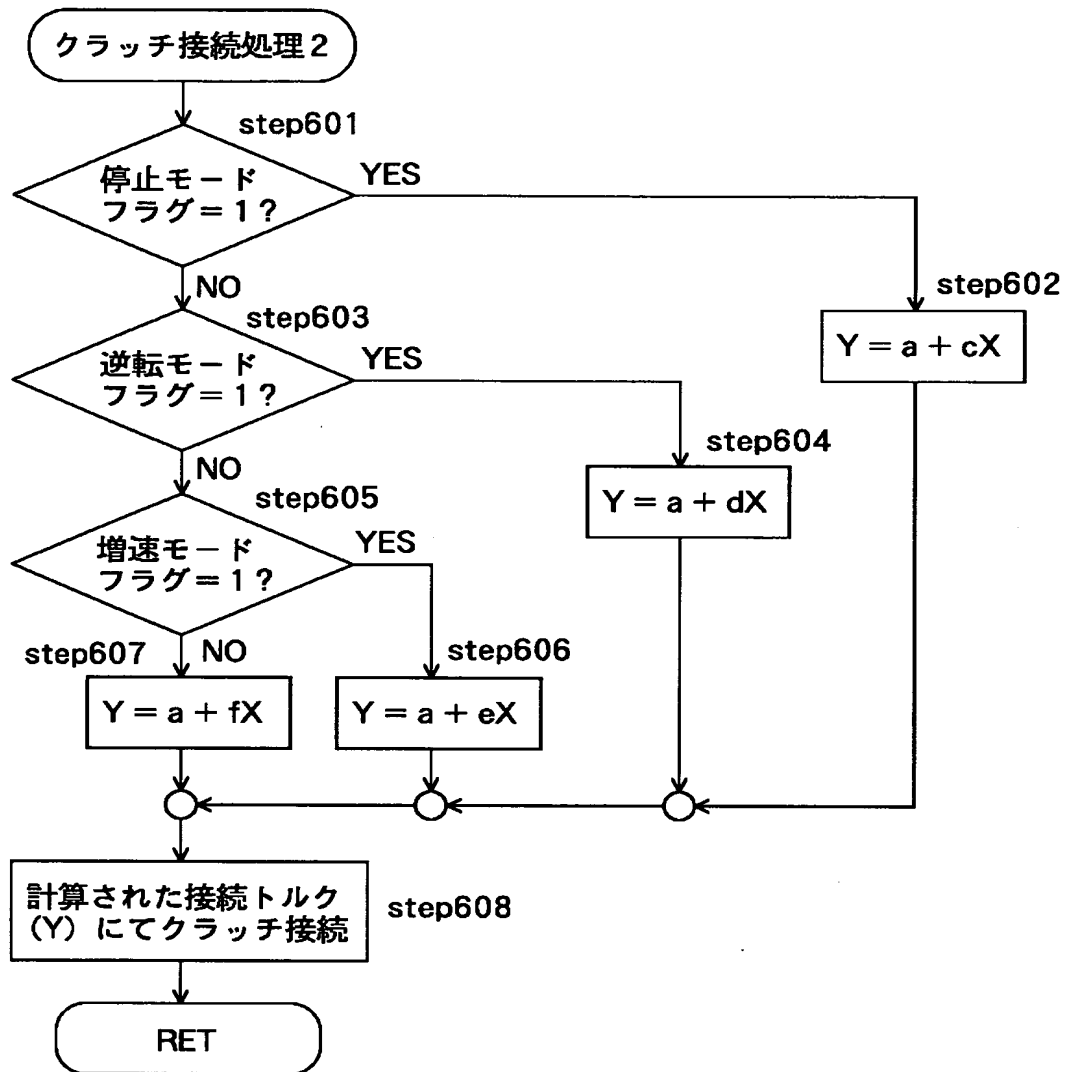 クラッチ接続処理2
step601
停止モード
フラグ=1?
YES
NO
step602
Y = a + cX
step603
逆転モード
フラグ=1?
YES
NO
step604
Y = a + dX
step605
増速モード
フラグ=1?
YES
NO
step607
Y = a + fX
step606
Y = a + eX
計算された接続トルク
(Y)にてクラッチ接続
step608
RET